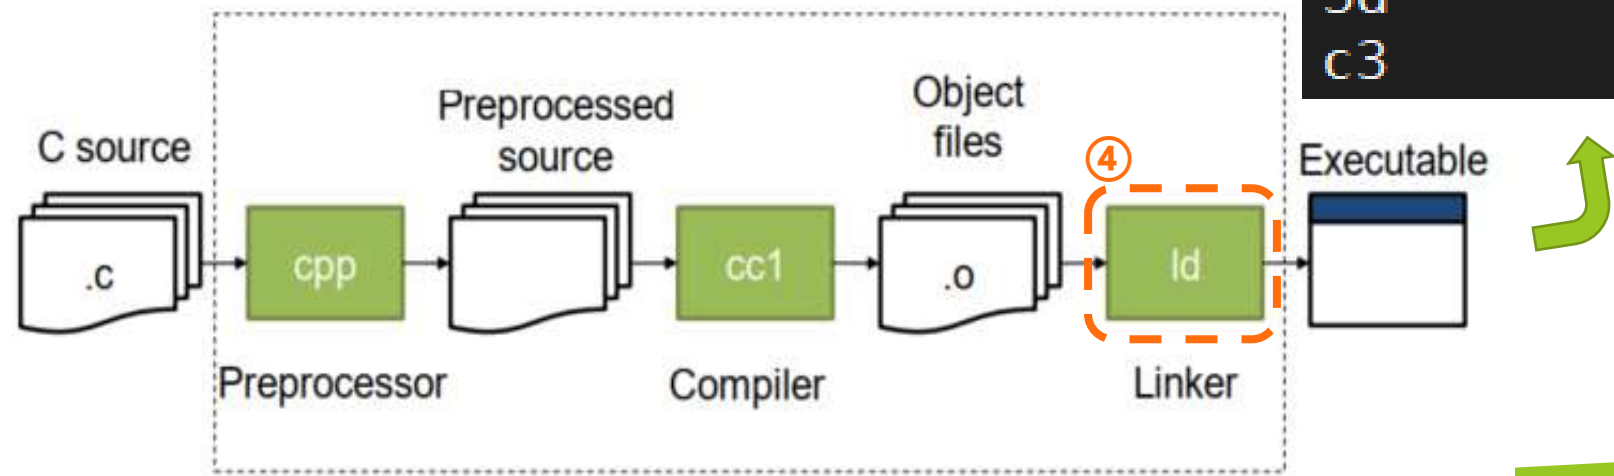 c3
C source
Preprocessed
source
Object
files
④
Executable
.c
cpp
cc1
.o
ld
Preprocessor
Compiler
Linker